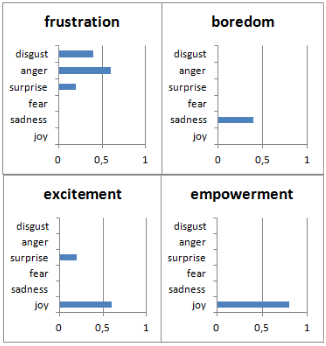 frustration
disgust
anger
surprise
fear
sadness
joy
0 0,5 1
boredom
disgust
anger
surprise
fear
sadness
joy
0 0,5 1
excitement
disgust
anger
surprise
fear
sadness
joy
0 0,5 1
empowerment
disgust
anger
surprise
fear
sadness
joy
0 0,5 1